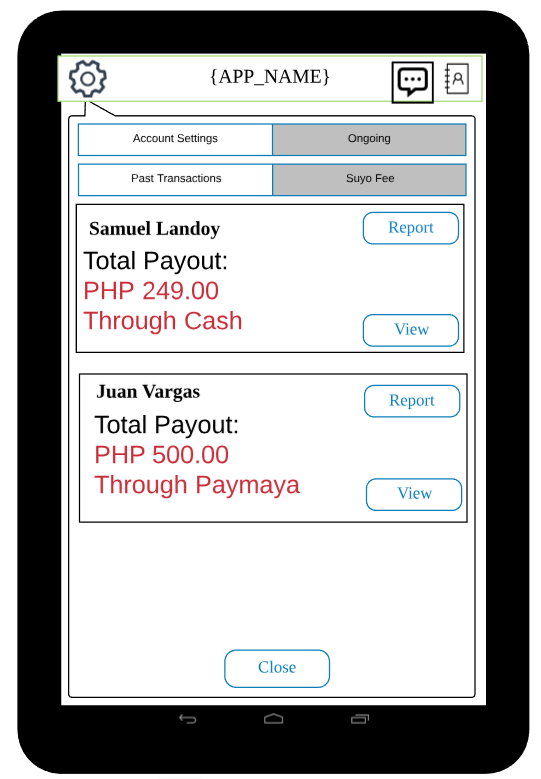 {APP_NAME}
Account Settings
Ongoing
Past Transactions
Suyo Fee
Samuel Landoy
Report
Total Payout:
PHP 249.00
Through Cash
View
Juan Vargas
Report
Total Payout:
PHP 500.00
Through Paymaya
View
Close